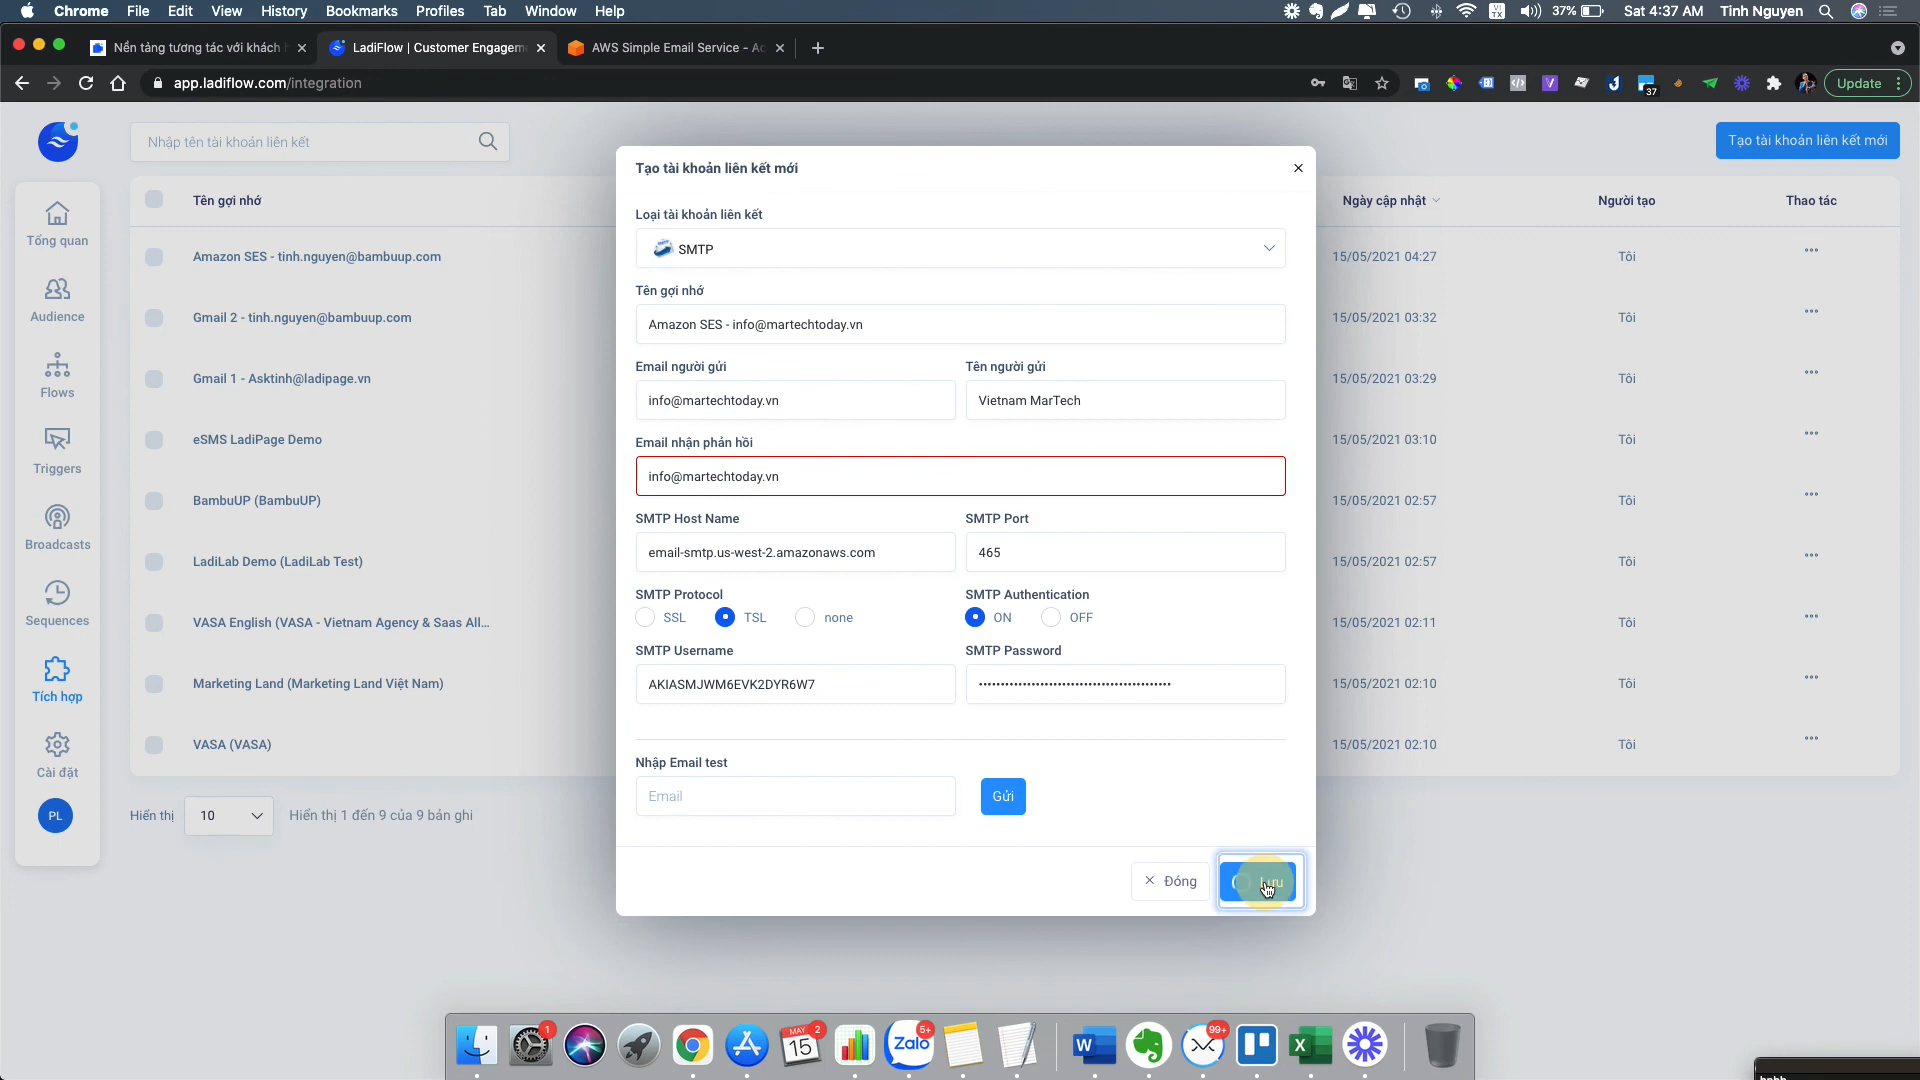 Chrome File Edit View History Bookmarks Profiles Tab Window Help
VI
TX
37% Sat 4:37 AM Tinh Nguyen
Nền tảng tương tác với khách h
LadiFlow | Customer Engagem
AWS Simple Email Service - Ac
app.ladiflow.com/integration
37
Update
Nhập tên tài khoản liên kết
Tạo tài khoản liên kết mới
Tổng quan
Audience
Flows
Triggers
Broadcasts
Sequences
Tích hợp
Cài đặt
PL
Tên gợi nhớ
Ngày cập nhật
Người tạo
Thao tác
Amazon SES - tinh.nguyen@bambuup.com
15/05/2021 04:27
Tôi
Gmail 2 - tinh.nguyen@bambuup.com
15/05/2021 03:32
Tôi
Gmail 1 - Asktinh@ladipage.vn
15/05/2021 03:29
Tôi
eSMS LadiPage Demo
15/05/2021 03:10
Tôi
BambuUP (BambuUP)
15/05/2021 02:57
Tôi
LadiLab Demo (LadiLab Test)
15/05/2021 02:57
Tôi
VASA English (VASA - Vietnam Agency & Saas All...
15/05/2021 02:11
Tôi
Marketing Land (Marketing Land Việt Nam)
15/05/2021 02:10
Tôi
VASA (VASA)
15/05/2021 02:10
Tôi
Hiển thị 10 Hiển thị 1 đến 9 của 9 bản ghi
Tạo tài khoản liên kết mới
Loại tài khoản liên kết
SMTP
Tên gợi nhớ
Amazon SES - info@martechtoday.vn
Email người gửi
Tên người gửi
info@martechtoday.vn
Vietnam MarTech
Email nhận phản hồi
info@martechtoday.vn
SMTP Host Name
SMTP Port
email-smtp.us-west-2.amazonaws.com
465
SMTP Protocol
SMTP Authentication
SSL TSL none
ON OFF
SMTP Username
SMTP Password
AKIASMJWM6EVK2DYR6W7
Nhập Email test
Email
Gửi
Đóng
Lưu
1
MAY
15
2
Zalo
5+
W
99+
X